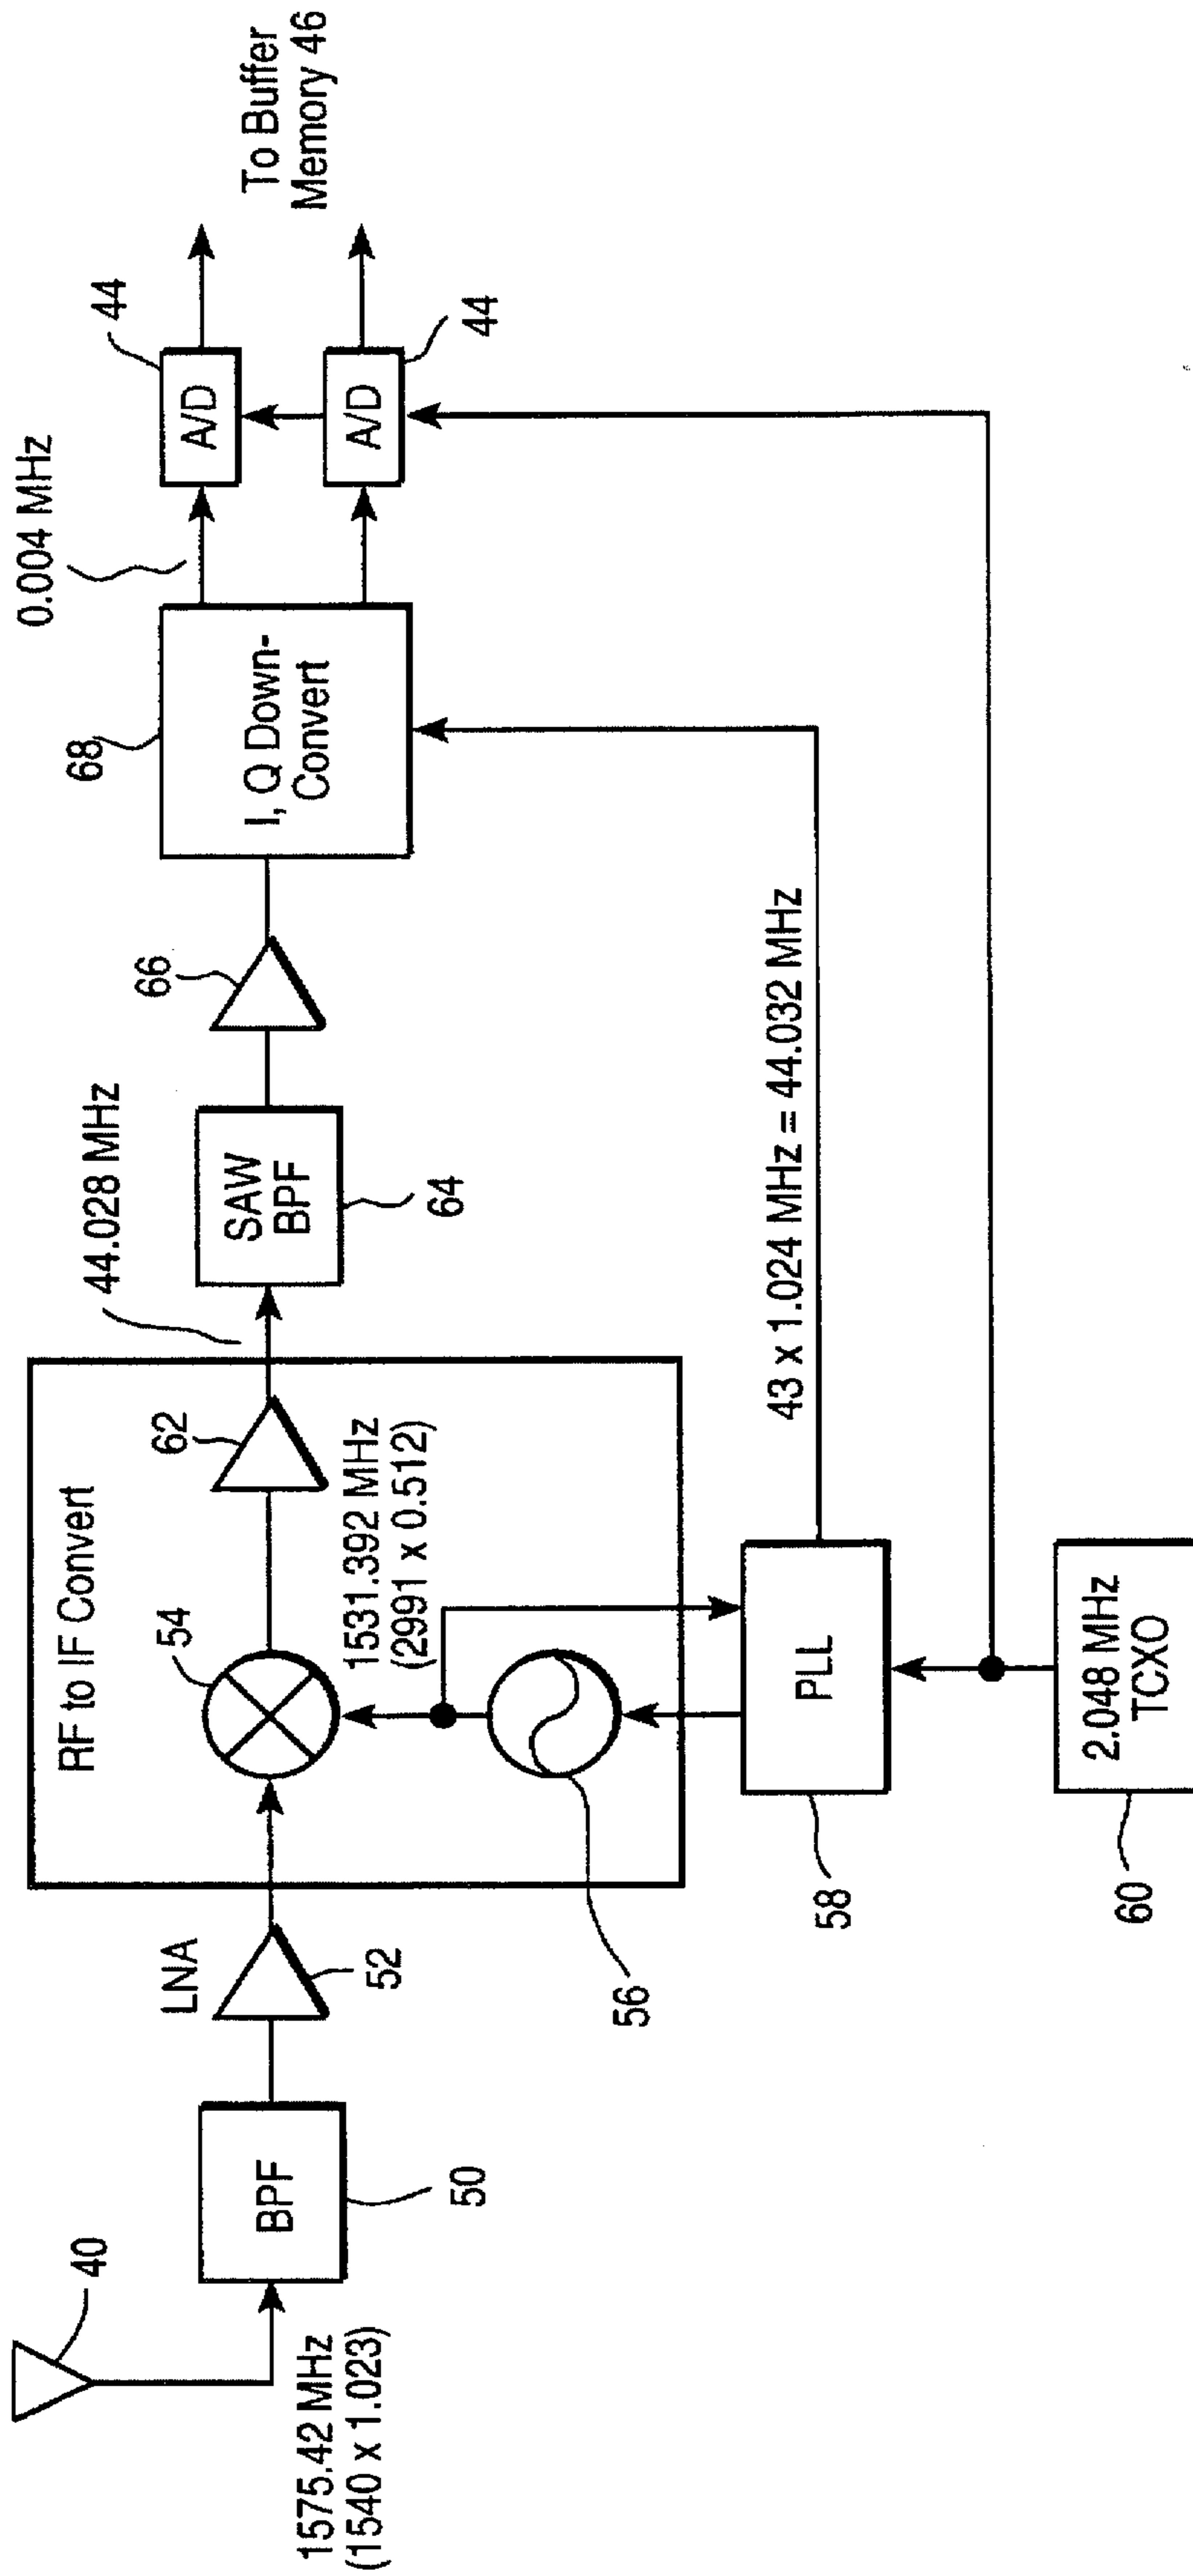 40
1575.42 MHz
(1540 x 1.023)
BPF
50
LNA
52
RF to IF Convert
54
1531.392 MHz
(2991 x 0.512)
62
56
PLL
58
2.048 MHz
TCXO
60
44.028 MHz
SAW
BPF
64
66
43 x 1.024 MHz = 44.032 MHz
68
I, Q Down-
Convert
0.004 MHz
A/D
44
A/D
44
To Buffer
Memory 46